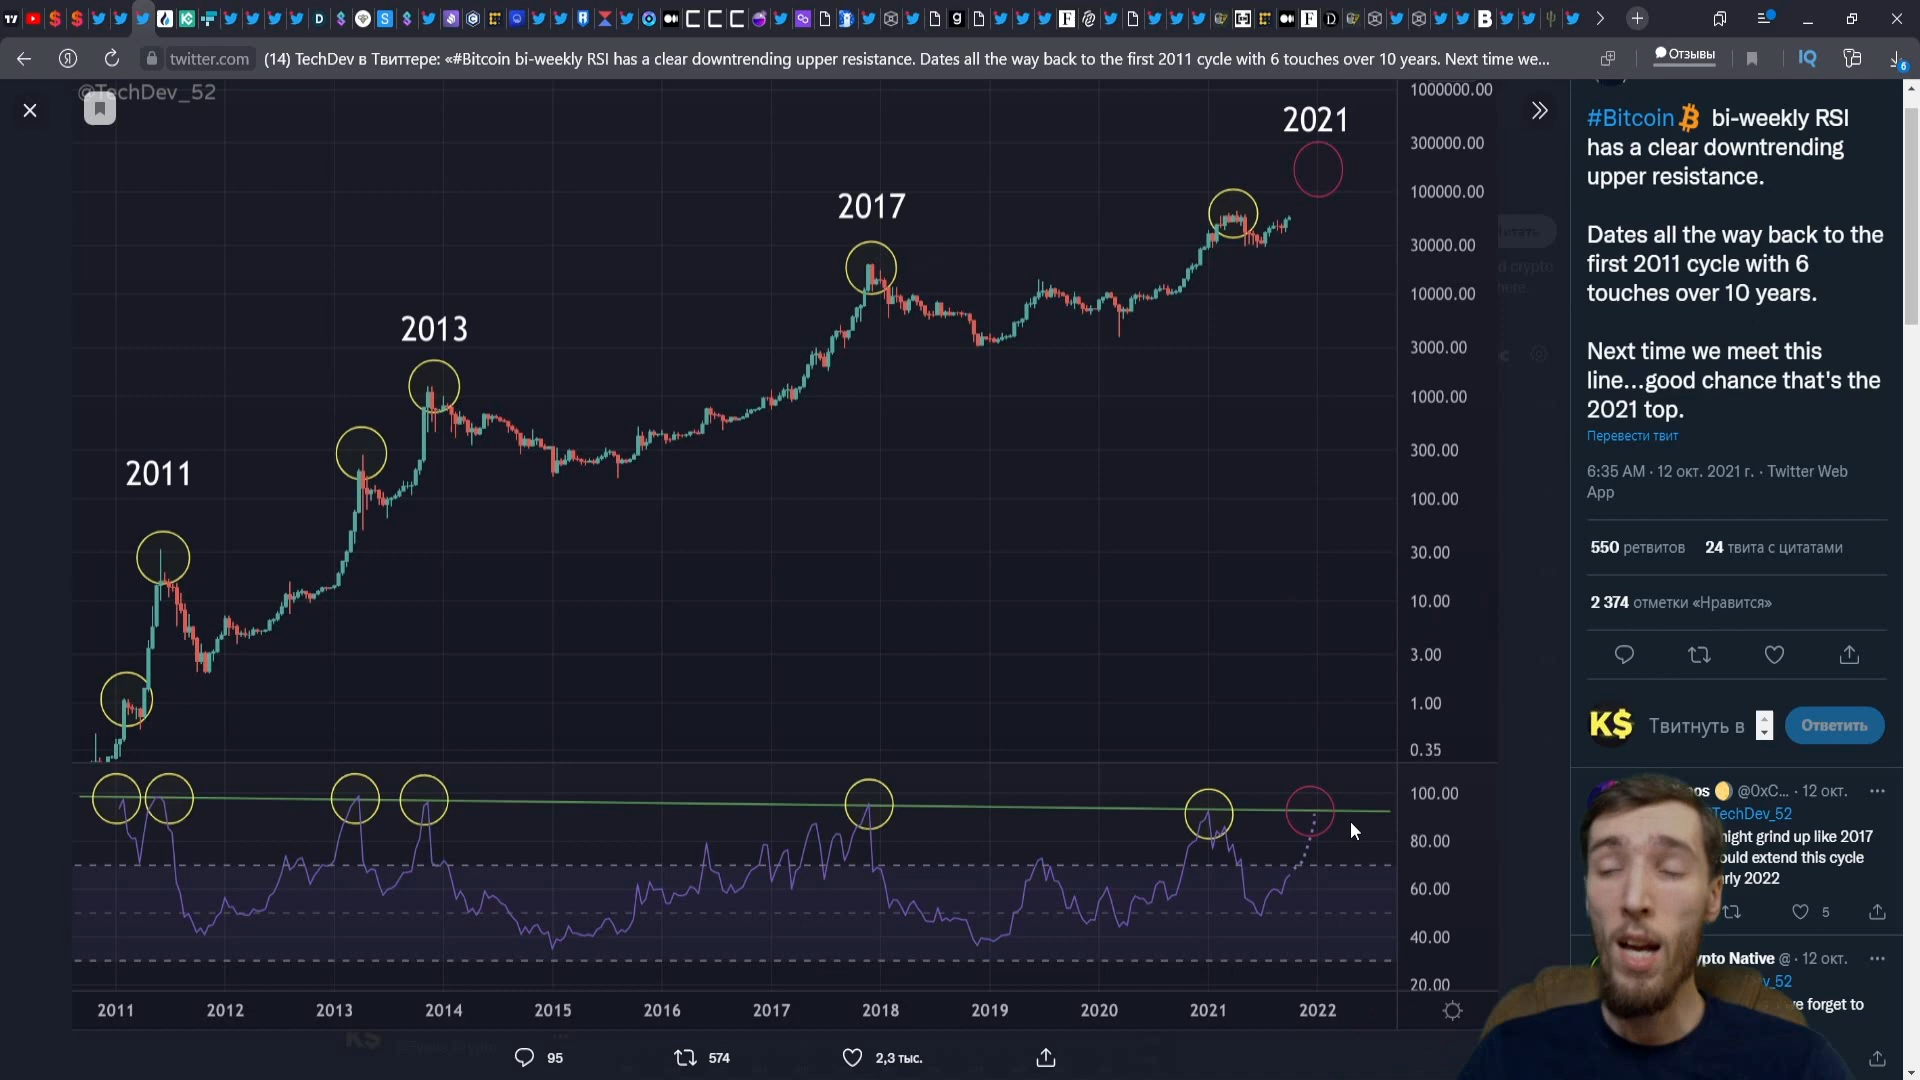 twitter.com (14) TechDev в Твиттере: «#Bitcoin bi-weekly RSI has a clear downtrending upper resistance. Dates all the way back to the first 2011 cycle with 6 touches over 10 years. Next time we...
Отзывы
IQ
6
@TechDev_52
1000000.00
300000.00
100000.00
30000.00
10000.00
3000.00
1000.00
300.00
100.00
30.00
10.00
3.00
1.00
0.35
2021
2017
2013
2011
100.00
80.00
60.00
40.00
20.00
2011 2012 2013 2014 2015 2016 2017 2018 2019 2020 2021 2022
95 574 2,3 тыс.
#Bitcoin bi-weekly RSI
has a clear downtrending
upper resistance.
Dates all the way back to the
first 2011 cycle with 6
touches over 10 years.
Next time we meet this
line...good chance that's the
2021 top.
Перевести твит
6:35 AM · 12 окт. 2021 г. · Twitter Web
App
550 ретвитов 24 твита с цитатами
2 374 отметки «Нравится»
K$ Твитнуть в Ответить
@0xC... · 12 окт.
TechDev_52
grind up like 2017
extend this cycle
2022
5
Native @ · 12 окт.
forget to